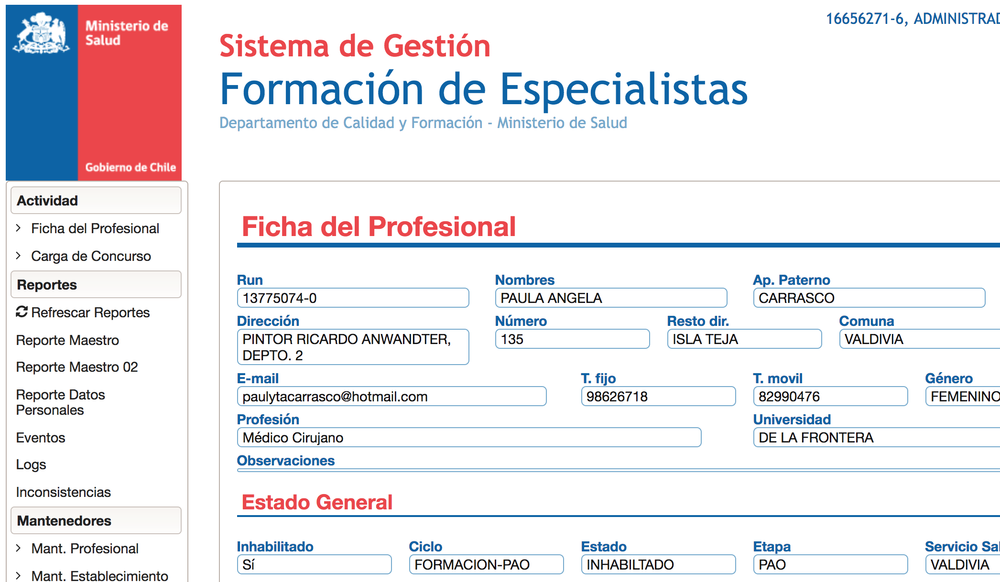 Ministerio de
Salud
Gobierno de Chile
16656271-6, ADMINISTRAD
Sistema de Gestión
Formación de Especialistas
Departamento de Calidad y Formación - Ministerio de Salud
Actividad
Ficha del Profesional
Carga de Concurso
Reportes
Refrescar Reportes
Reporte Maestro
Reporte Maestro 02
Reporte Datos
Personales
Eventos
Logs
Inconsistencias
Mantenedores
Mant. Profesional
Mant. Establecimiento
Ficha del Profesional
Run Nombres Ap. Paterno
13775074-0 PAULA ANGELA CARRASCO
Dirección Número Resto dir. Comuna
PINTOR RICARDO ANWANDTER, 135 ISLA TEJA VALDIVIA
DEPTO. 2
E-mail T. fijo T. movil Género
paulytacarrasco@hotmail.com 98626718 82990476 FEMENINO
Profesión Universidad
Médico Cirujano DE LA FRONTERA
Observaciones
Estado General
Inhabilitado Ciclo Estado Etapa Servicio Sal
Sí FORMACION-PAO INHABILTADO PAO VALDIVIA